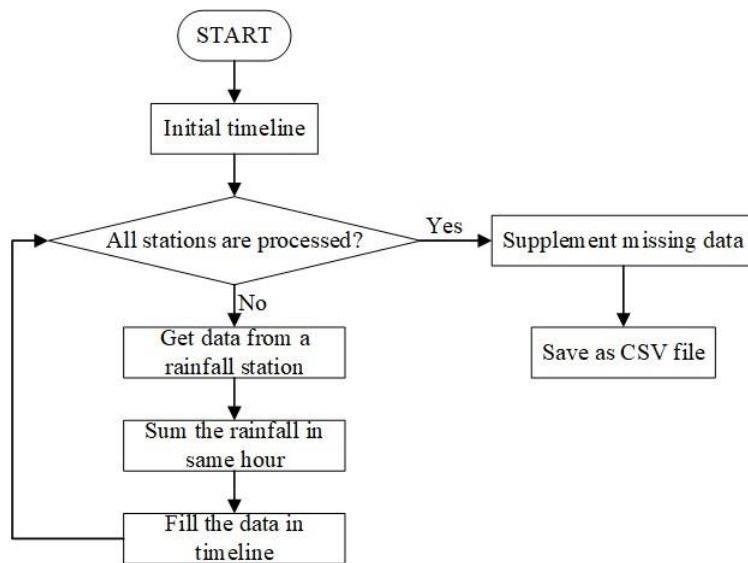 START
Initial timeline
All stations are processed?
Yes
Supplement missing data
No
Get data from a
rainfall station
Save as CSV file
Sum the rainfall in
same hour
Fill the data in
timeline